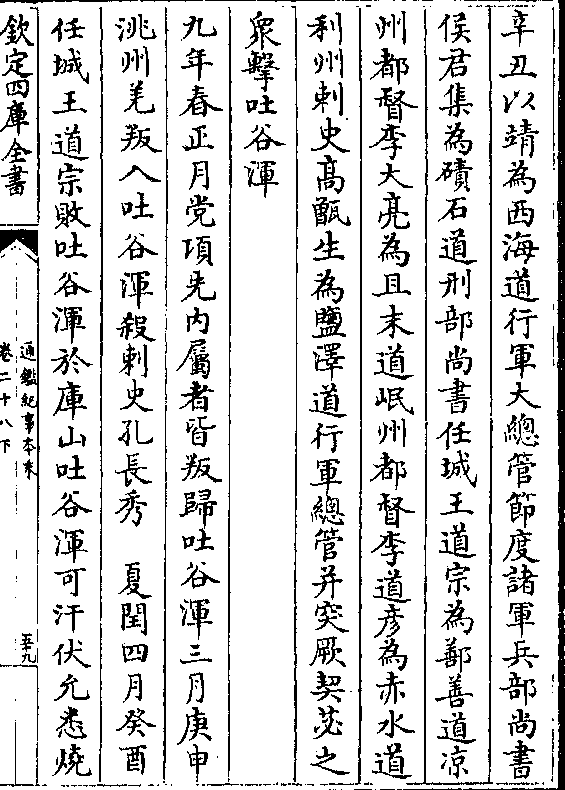 辛丑以靖為西海道行軍大總管節度諸軍兵部尚書
侯君集為磧石道刑部尚書任城王道宗為鄯善道凉
州都督李大亮為且末道岷州都督李道彦為赤水道
利州刺史高甑生為鹽澤道行軍總管并突厥契苾之
衆擊吐谷渾
九年春正月党項先内屬者皆叛歸吐谷渾三月庚申
洮州羌叛入吐谷渾殺刺史孔長秀　夏閏四月癸酉
任城王道宗敗吐谷渾於庫山吐谷渾可汗伏允悉燒
欽定四庫全書
通鑑紀事本末
卷二十八下
五十九